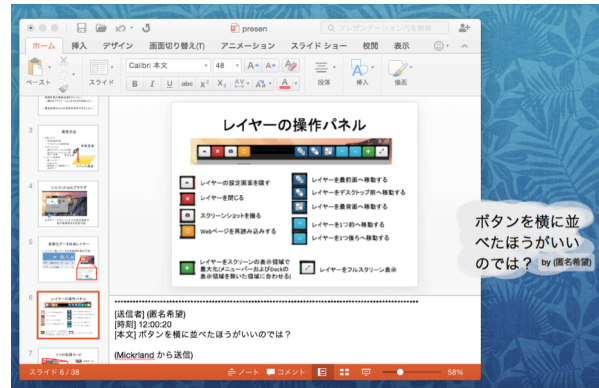 presen
プレゼンテーション内を検索
ホーム 挿入 デザイン 画面切り替え(T) アニメーション スライド ショー 校閲 表示
Calibri 本文 48
ペースト スライド B I U abc X² X₂ AV 段落 挿入 描画
3
4
5
6
7
レイヤーの操作パネル
レイヤーの設定画面を隠す
レイヤーを閉じる
スクリーンショットを撮る
Webページを再読み込みする
レイヤーを最前面へ移動する
レイヤーをデスクトップ前へ移動する
レイヤーを最背面へ移動する
レイヤーを1つ前へ移動する
レイヤーを1つ後ろへ移動する
レイヤーをスクリーンの表示領域で
最大化(メニューバーおよびDockの
表示領域を除いた領域に合わせる)
レイヤーをフルスクリーン表示
[送信者] (匿名希望)
[時刻] 12:00:20
[本文] ボタンを横に並べたほうがいいのでは？
(Mickrland から送信)
スライド 6 / 38 ノート コメント 58%
ボタンを横に並
べたほうがいい
のでは？ by (匿名希望)